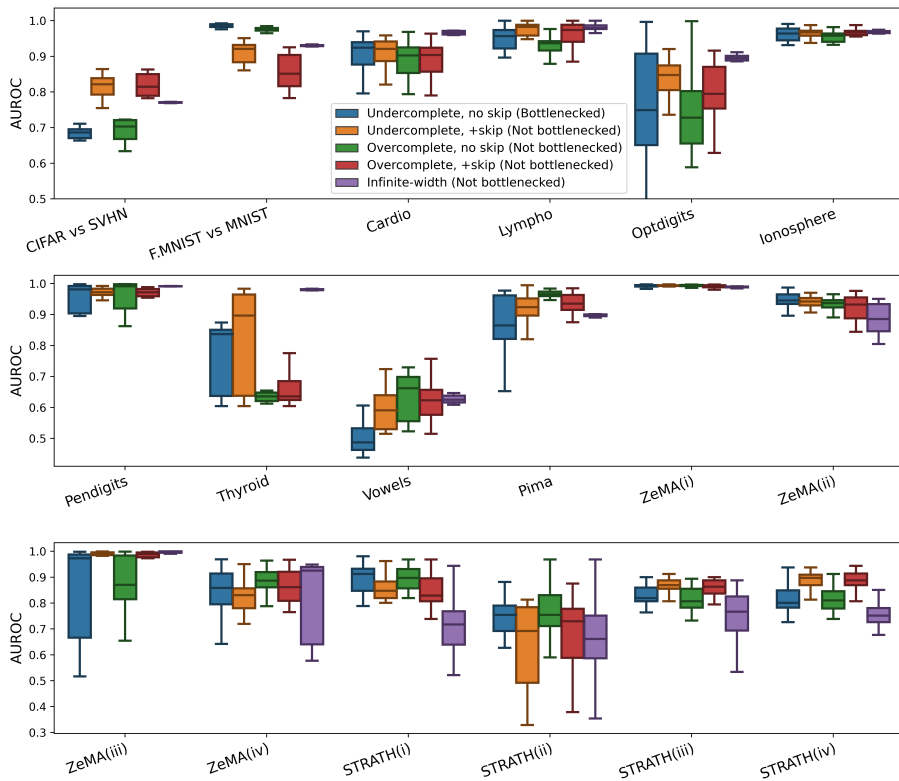 1.0
0.9
0.8
0.7
0.6
0.5
AUROC
Undercomplete, no skip (Bottlenecked)
Undercomplete, +skip (Not bottlenecked)
Overcomplete, no skip (Not bottlenecked)
Overcomplete, +skip (Not bottlenecked)
Infinite-width (Not bottlenecked)
CIFAR vs SVHN
F.MNIST vs MNIST
Cardio
Lympho
Optdigits
Ionosphere
1.0
0.9
0.8
0.7
0.6
0.5
AUROC
Pendigits
Thyroid
Vowels
Pima
ZeMA(i)
ZeMA(ii)
1.0
0.9
0.8
0.7
0.6
0.5
0.4
0.3
AUROC
ZeMA(iii)
ZeMA(iv)
STRATH(i)
STRATH(ii)
STRATH(iii)
STRATH(iv)